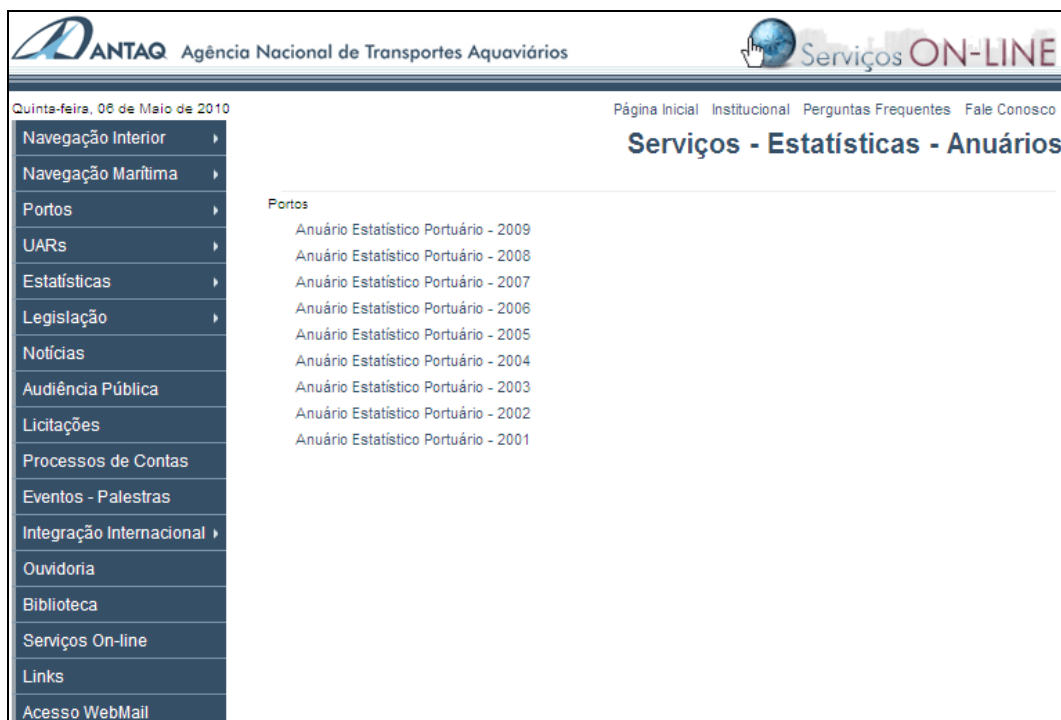 ANTAQ Agência Nacional de Transportes Aquaviários
Serviços ON-LINE
Quinta-feira, 06 de Maio de 2010
Página Inicial Institucional Perguntas Frequentes Fale Conosco
Serviços - Estatísticas - Anuários
Navegação Interior
Navegação Marítima
Portos
UARs
Estatísticas
Legislação
Notícias
Audiência Pública
Licitações
Processos de Contas
Eventos - Palestras
Integração Internacional
Ouvidoria
Biblioteca
Serviços On-line
Links
Acesso WebMail
Portos
Anuário Estatístico Portuário - 2009
Anuário Estatístico Portuário - 2008
Anuário Estatístico Portuário - 2007
Anuário Estatístico Portuário - 2006
Anuário Estatístico Portuário - 2005
Anuário Estatístico Portuário - 2004
Anuário Estatístico Portuário - 2003
Anuário Estatístico Portuário - 2002
Anuário Estatístico Portuário - 2001